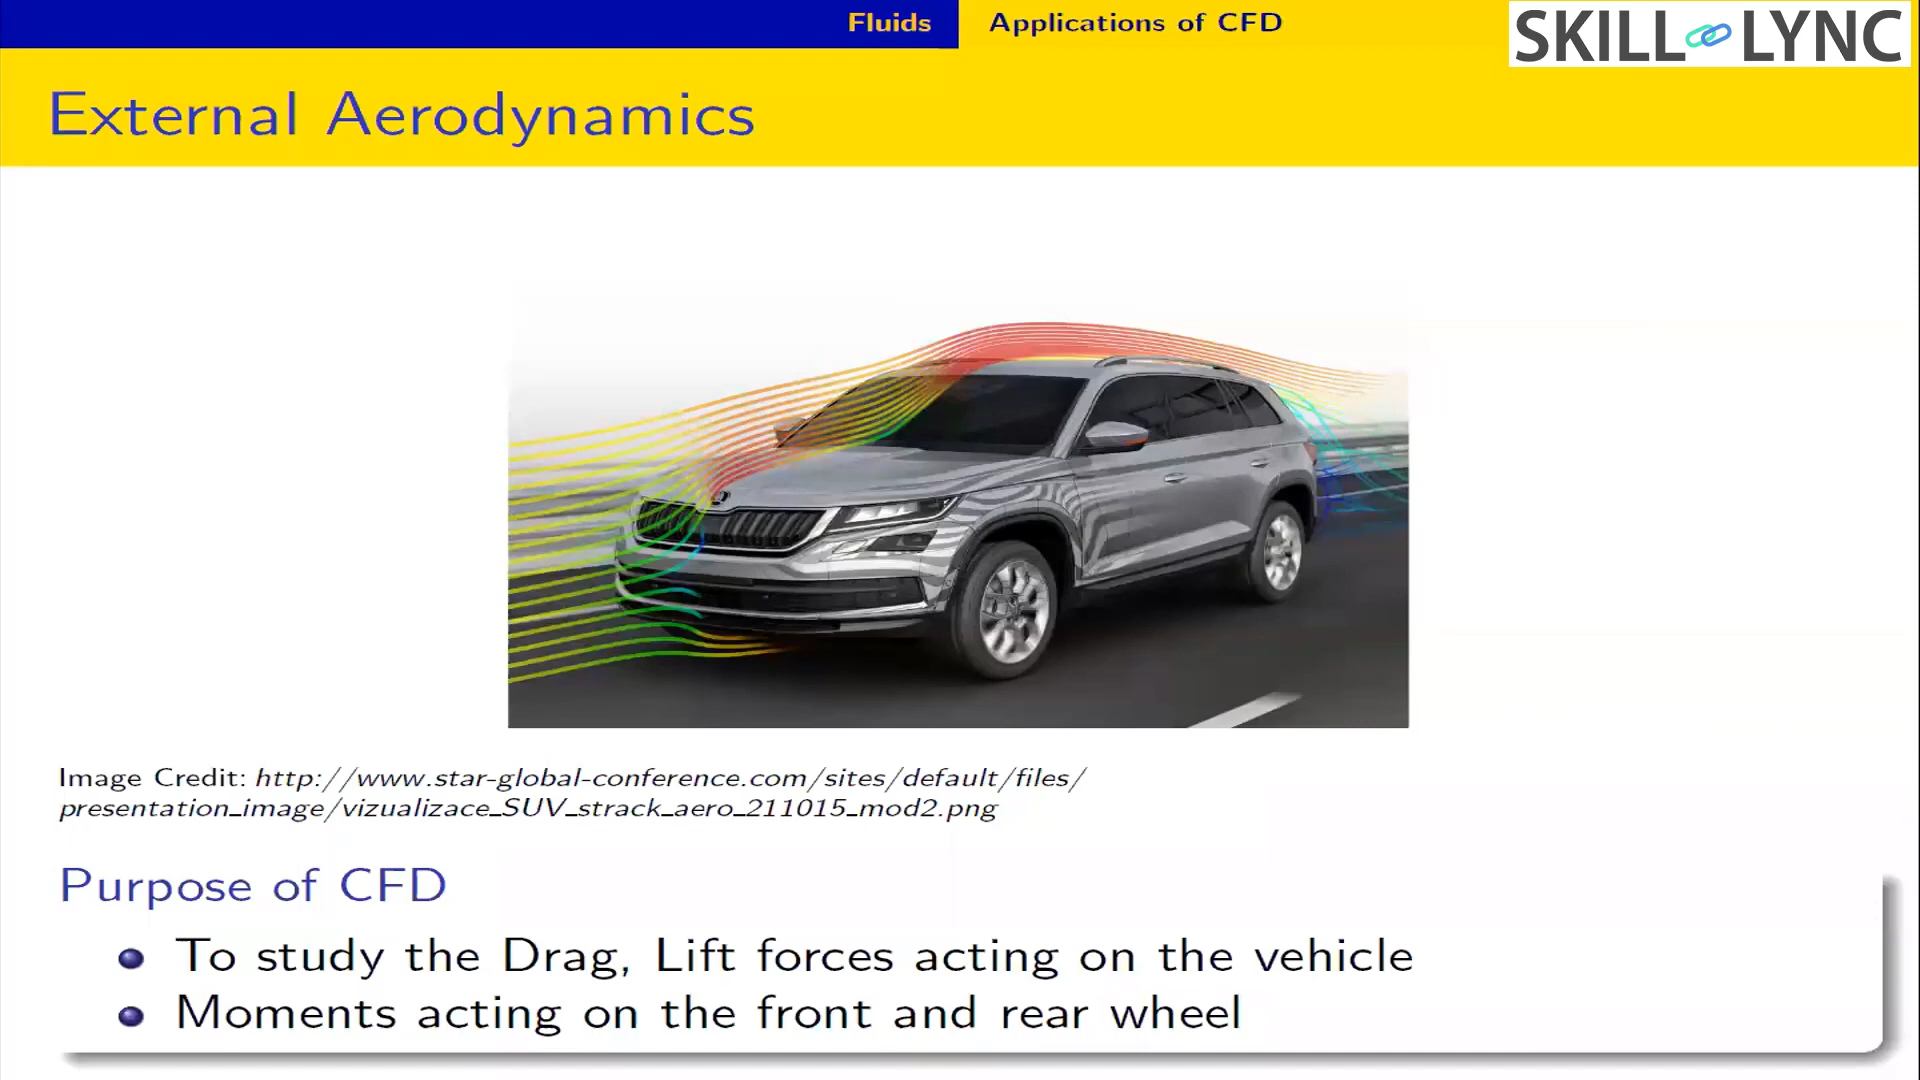 Fluids
Applications of CFD
SKILL LYNC
External Aerodynamics
Image Credit: http://www.star-global-conference.com/sites/default/files/
presentation_image/vizualizace_SUV_strack_aero_211015_mod2.png
Purpose of CFD
To study the Drag, Lift forces acting on the vehicle
Moments acting on the front and rear wheel